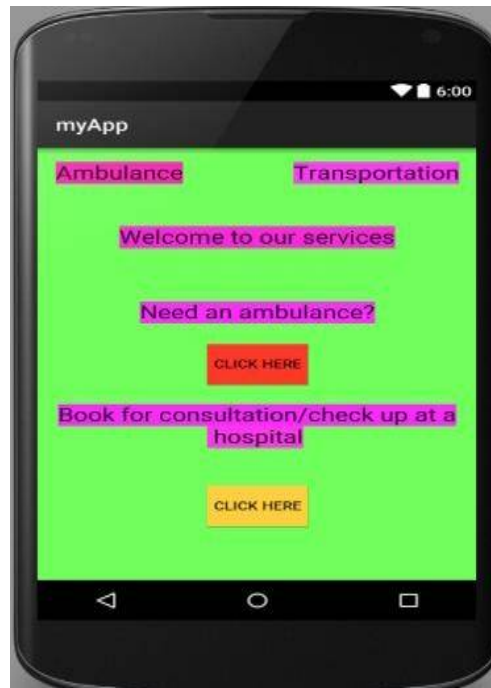 6:00
myApp
Ambulance Transportation
Welcome to our services
Need an ambulance?
CLICK HERE
Book for consultation/check up at a
hospital
CLICK HERE